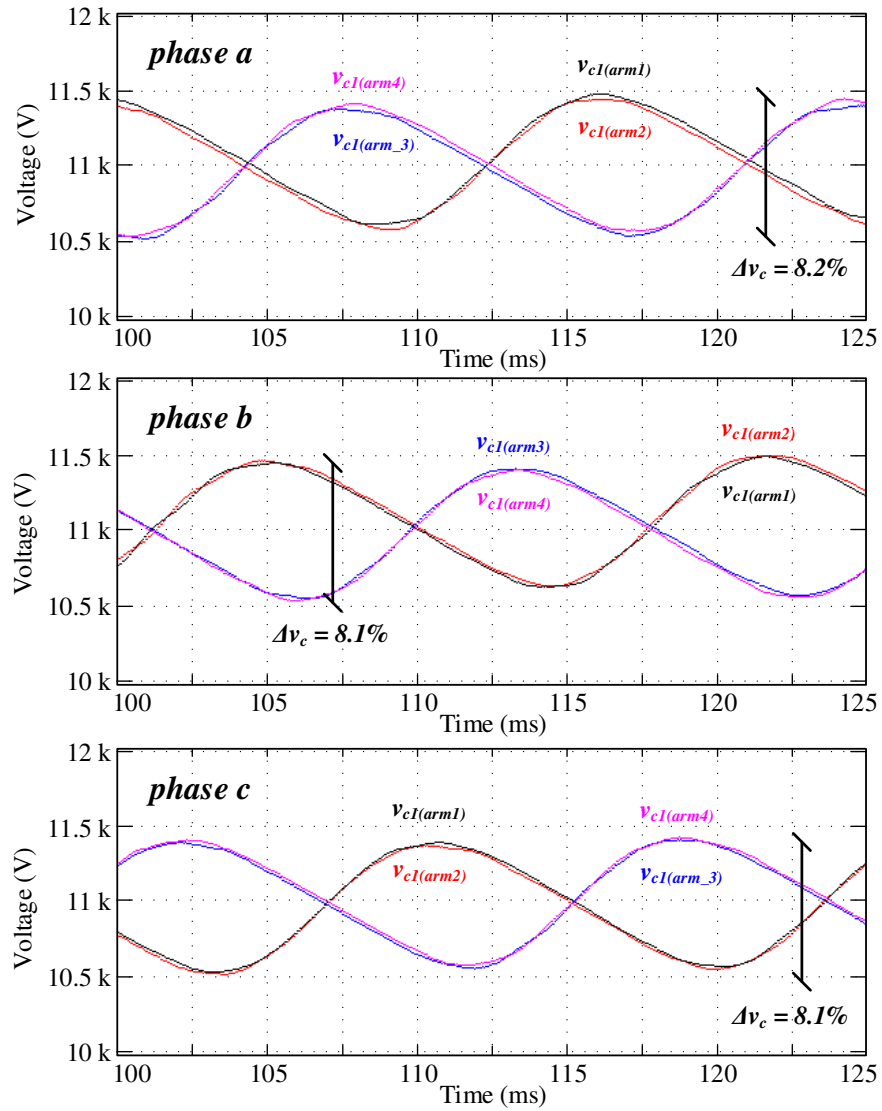 12 k
phase a
v_c1(arm4)
v_c1(arm1)
11.5 k
v_c1(arm_3)
v_c1(arm2)
Voltage (V)
11 k
10.5 k
Δv_c = 8.2%
10 k
100 105 110 115 120 125
Time (ms)
12 k
phase b
v_c1(arm3)
v_c1(arm2)
11.5 k
v_c1(arm4)
v_c1(arm1)
Voltage (V)
11 k
10.5 k
Δv_c = 8.1%
10 k
100 105 110 115 120 125
Time (ms)
12 k
phase c
v_c1(arm1)
v_c1(arm4)
11.5 k
v_c1(arm2)
v_c1(arm_3)
Voltage (V)
11 k
10.5 k
Δv_c = 8.1%
10 k
100 105 110 115 120 125
Time (ms)